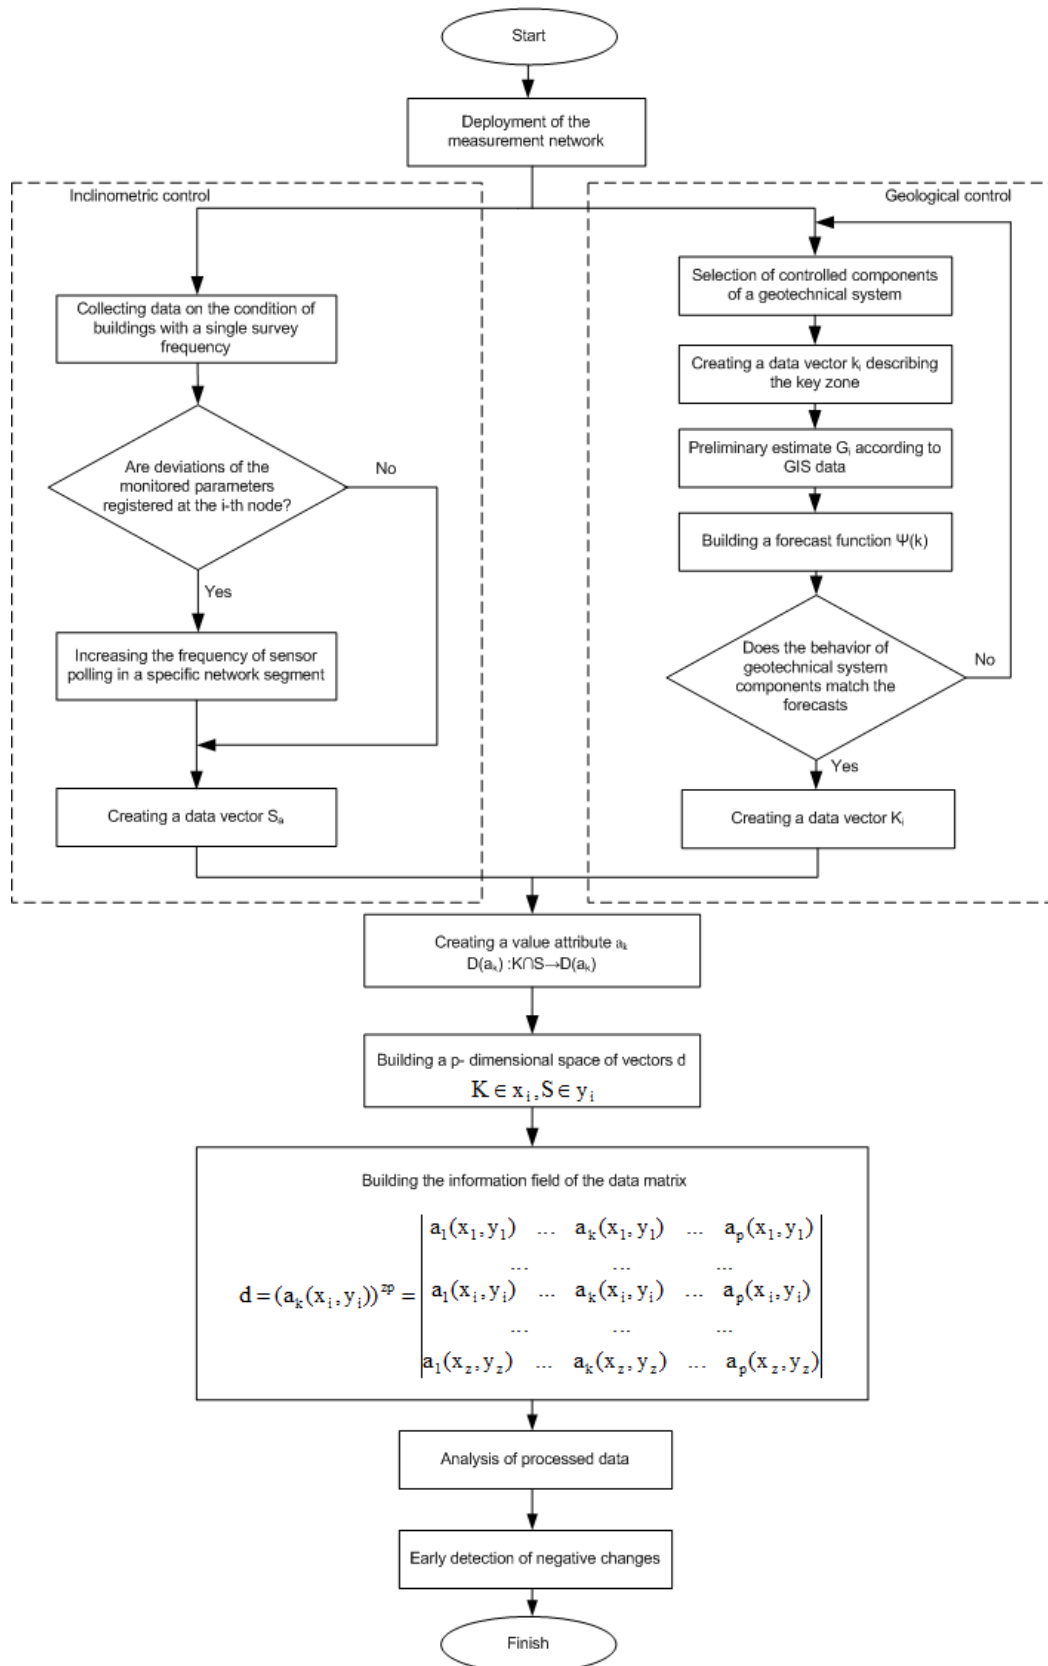 Start
Deployment of the
measurement network
Inclinometric control
Collecting data on the condition of
buildings with a single survey
frequency
Are deviations of the
monitored parameters
registered at the i-th node?
No
Yes
Increasing the frequency of sensor
polling in a specific network segment
Creating a data vector Sₐ
Geological control
Selection of controlled components
of a geotechnical system
Creating a data vector kᵢ describing
the key zone
Preliminary estimate Gᵢ according to
GIS data
Building a forecast function Ψ(k)
Does the behavior of
geotechnical system
components match the
forecasts
No
Yes
Creating a data vector Kᵢ
Creating a value attribute aₖ
D(aₖ) :K∩S→D(aₖ)
Building a p- dimensional space of vectors d
K ∈ xᵢ, S ∈ yᵢ
Building the information field of the data matrix
a₁(x₁, y₁) ... aₖ(x₁, y₁) ... aₚ(x₁, y₁)
... ... ...
d = (aₖ(xᵢ, yᵢ))ᶻᵖ = a₁(xᵢ, yᵢ) ... aₖ(xᵢ, yᵢ) ... aₚ(xᵢ, yᵢ)
... ... ...
a₁(x_z, y_z) ... aₖ(x_z, y_z) ... aₚ(x_z, y_z)
Analysis of processed data
Early detection of negative changes
Finish